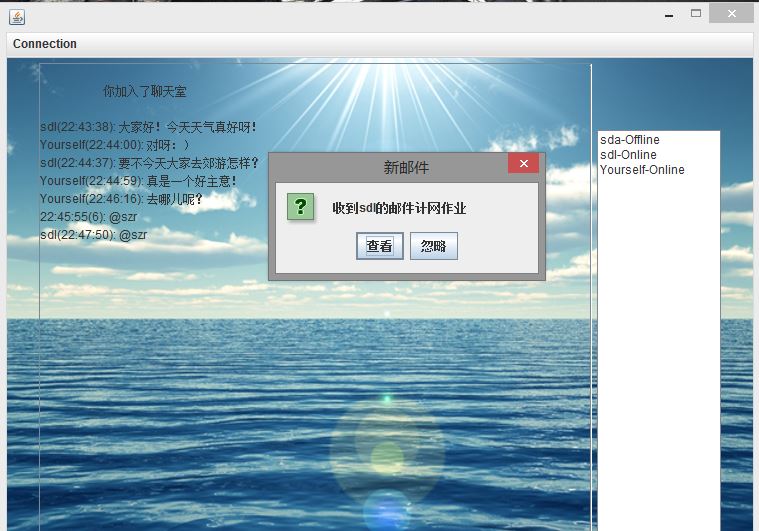 Connection
你加入了聊天室
sdl(22:43:38): 大家好！今天天气真好呀！
Yourself(22:44:00): 对呀：）
sdl(22:44:37): 要不今天大家去郊游怎样？
Yourself(22:44:59): 真是一个好主意！
Yourself(22:46:16): 去哪儿呢？
22:45:55(6): @szr
sdl(22:47:50): @szr
新邮件
收到sdl的邮件计网作业
查看
忽略
sda-Offline
sdl-Online
Yourself-Online